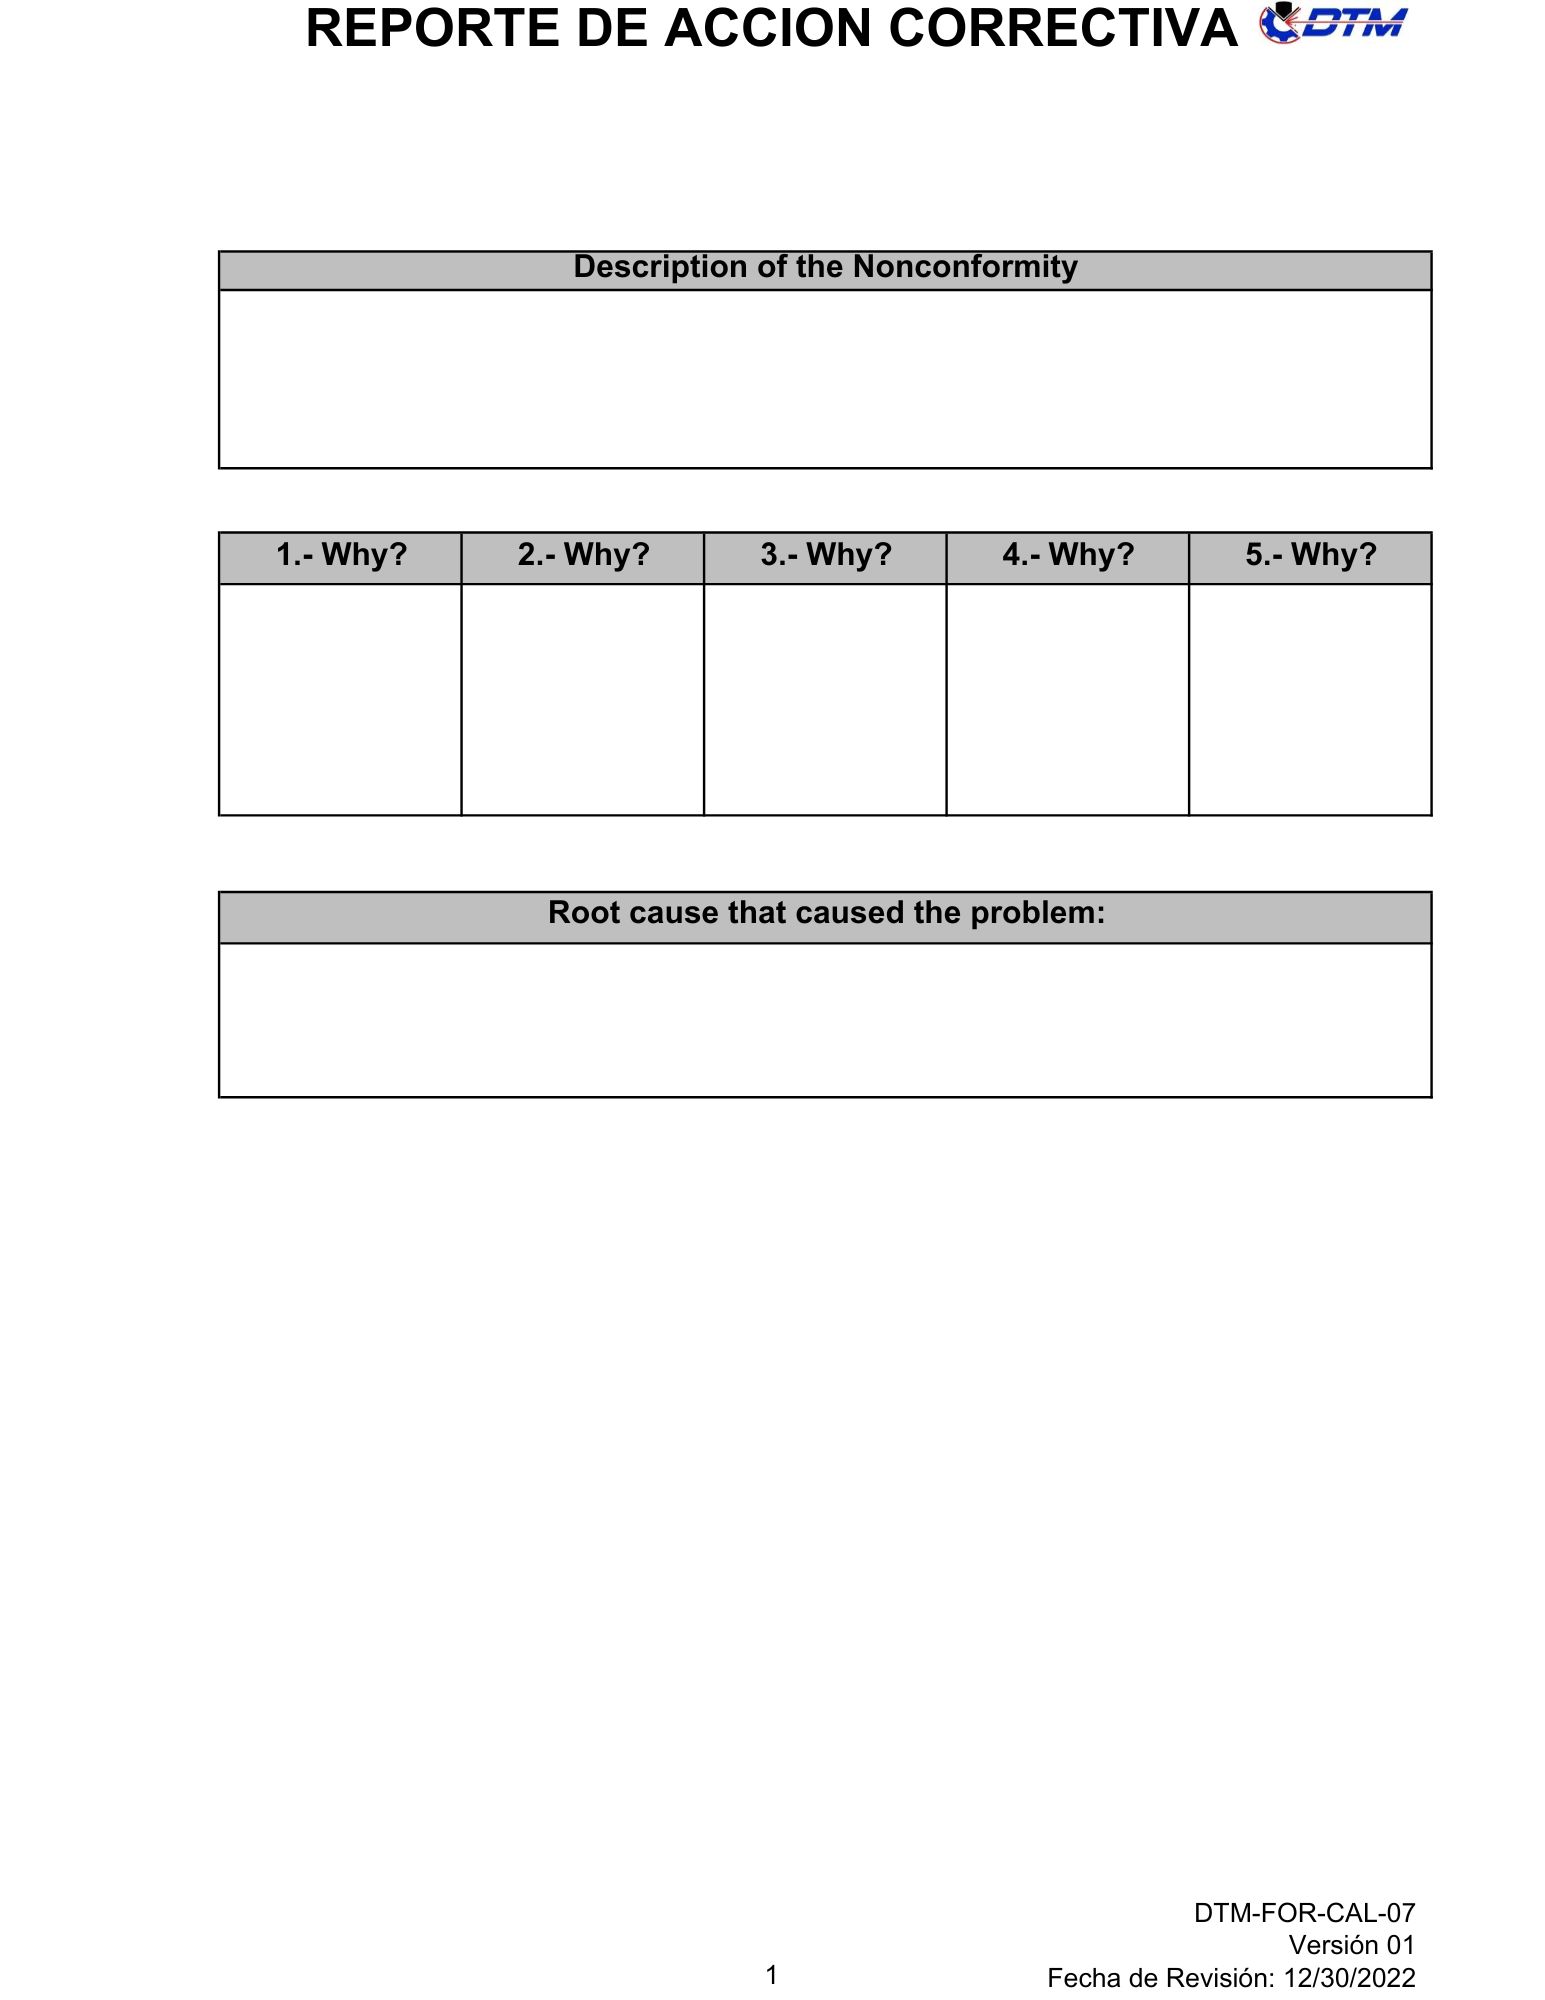 REPORTE DE ACCION CORRECTIVA DTM
Description of the Nonconformity
1.- Why? 2.- Why? 3.- Why? 4.- Why? 5.- Why?
Root cause that caused the problem:
DTM-FOR-CAL-07
Versión 01
1 Fecha de Revisión: 12/30/2022